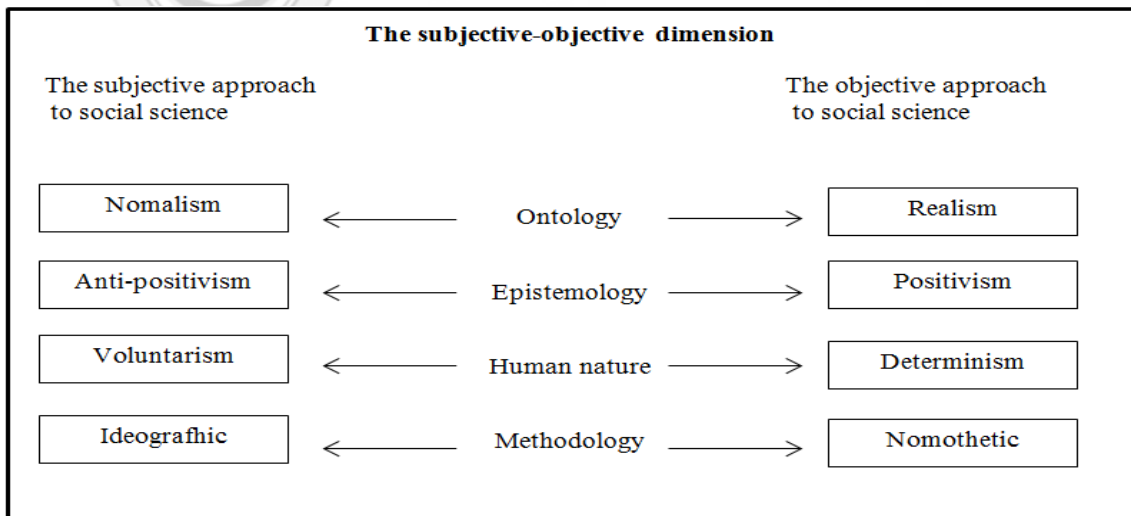 The subjective-objective dimension
The subjective approach
to social science
The objective approach
to social science
Nomalism
Ontology
Realism
Anti-positivism
Epistemology
Positivism
Voluntarism
Human nature
Determinism
Ideografhic
Methodology
Nomothetic